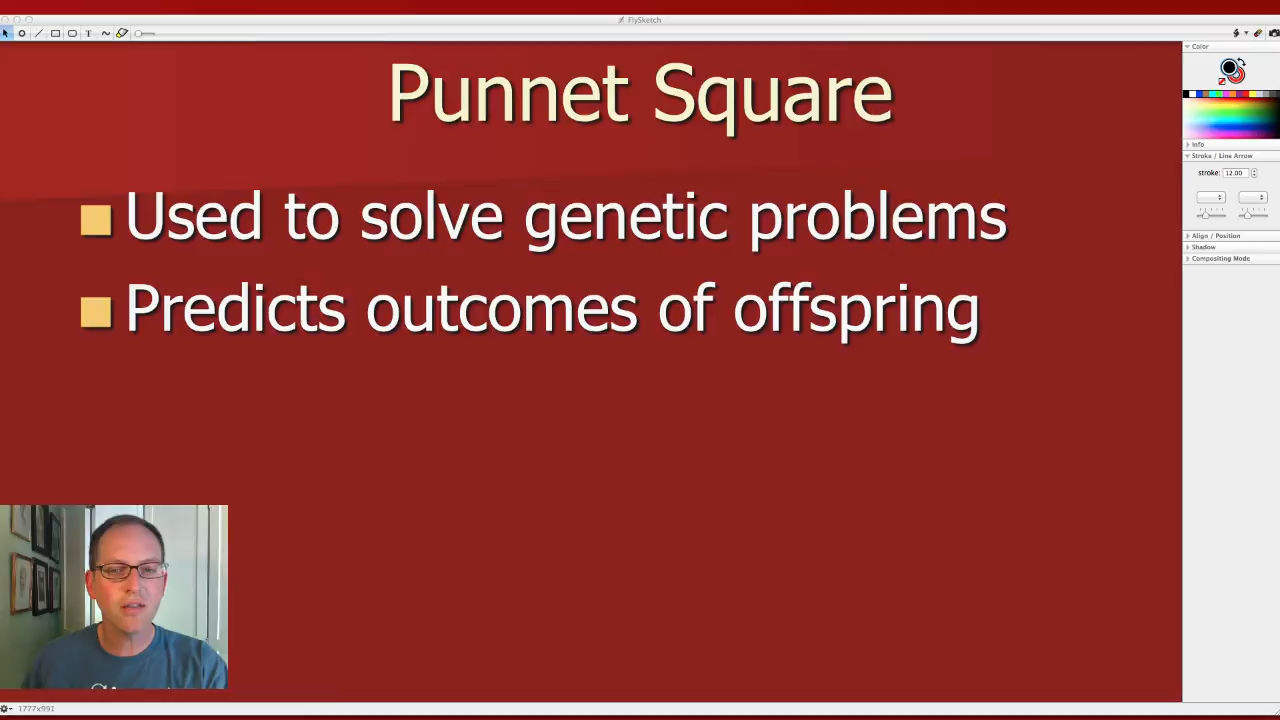 FlySketch
T
Color
Punnet Square
Info
Stroke / Line Arrow
stroke: 12.00
Used to solve genetic problems
Align / Position
Shadow
Compositing Mode
Predicts outcomes of offspring
1777x991